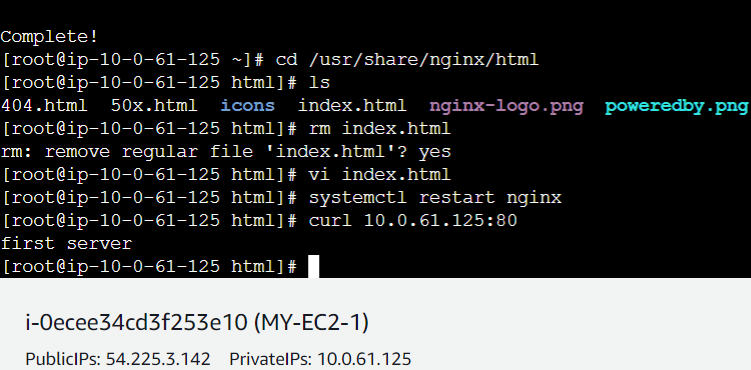 Complete!
[root@ip-10-0-61-125 ~]# cd /usr/share/nginx/html
[root@ip-10-0-61-125 html]# ls
404.html  50x.html  icons  index.html  nginx-logo.png  poweredby.png
[root@ip-10-0-61-125 html]# rm index.html
rm: remove regular file 'index.html'? yes
[root@ip-10-0-61-125 html]# vi index.html
[root@ip-10-0-61-125 html]# systemctl restart nginx
[root@ip-10-0-61-125 html]# curl 10.0.61.125:80
first server
[root@ip-10-0-61-125 html]#
i-0ecee34cd3f253e10 (MY-EC2-1)
PublicIPs: 54.225.3.142    PrivateIPs: 10.0.61.125